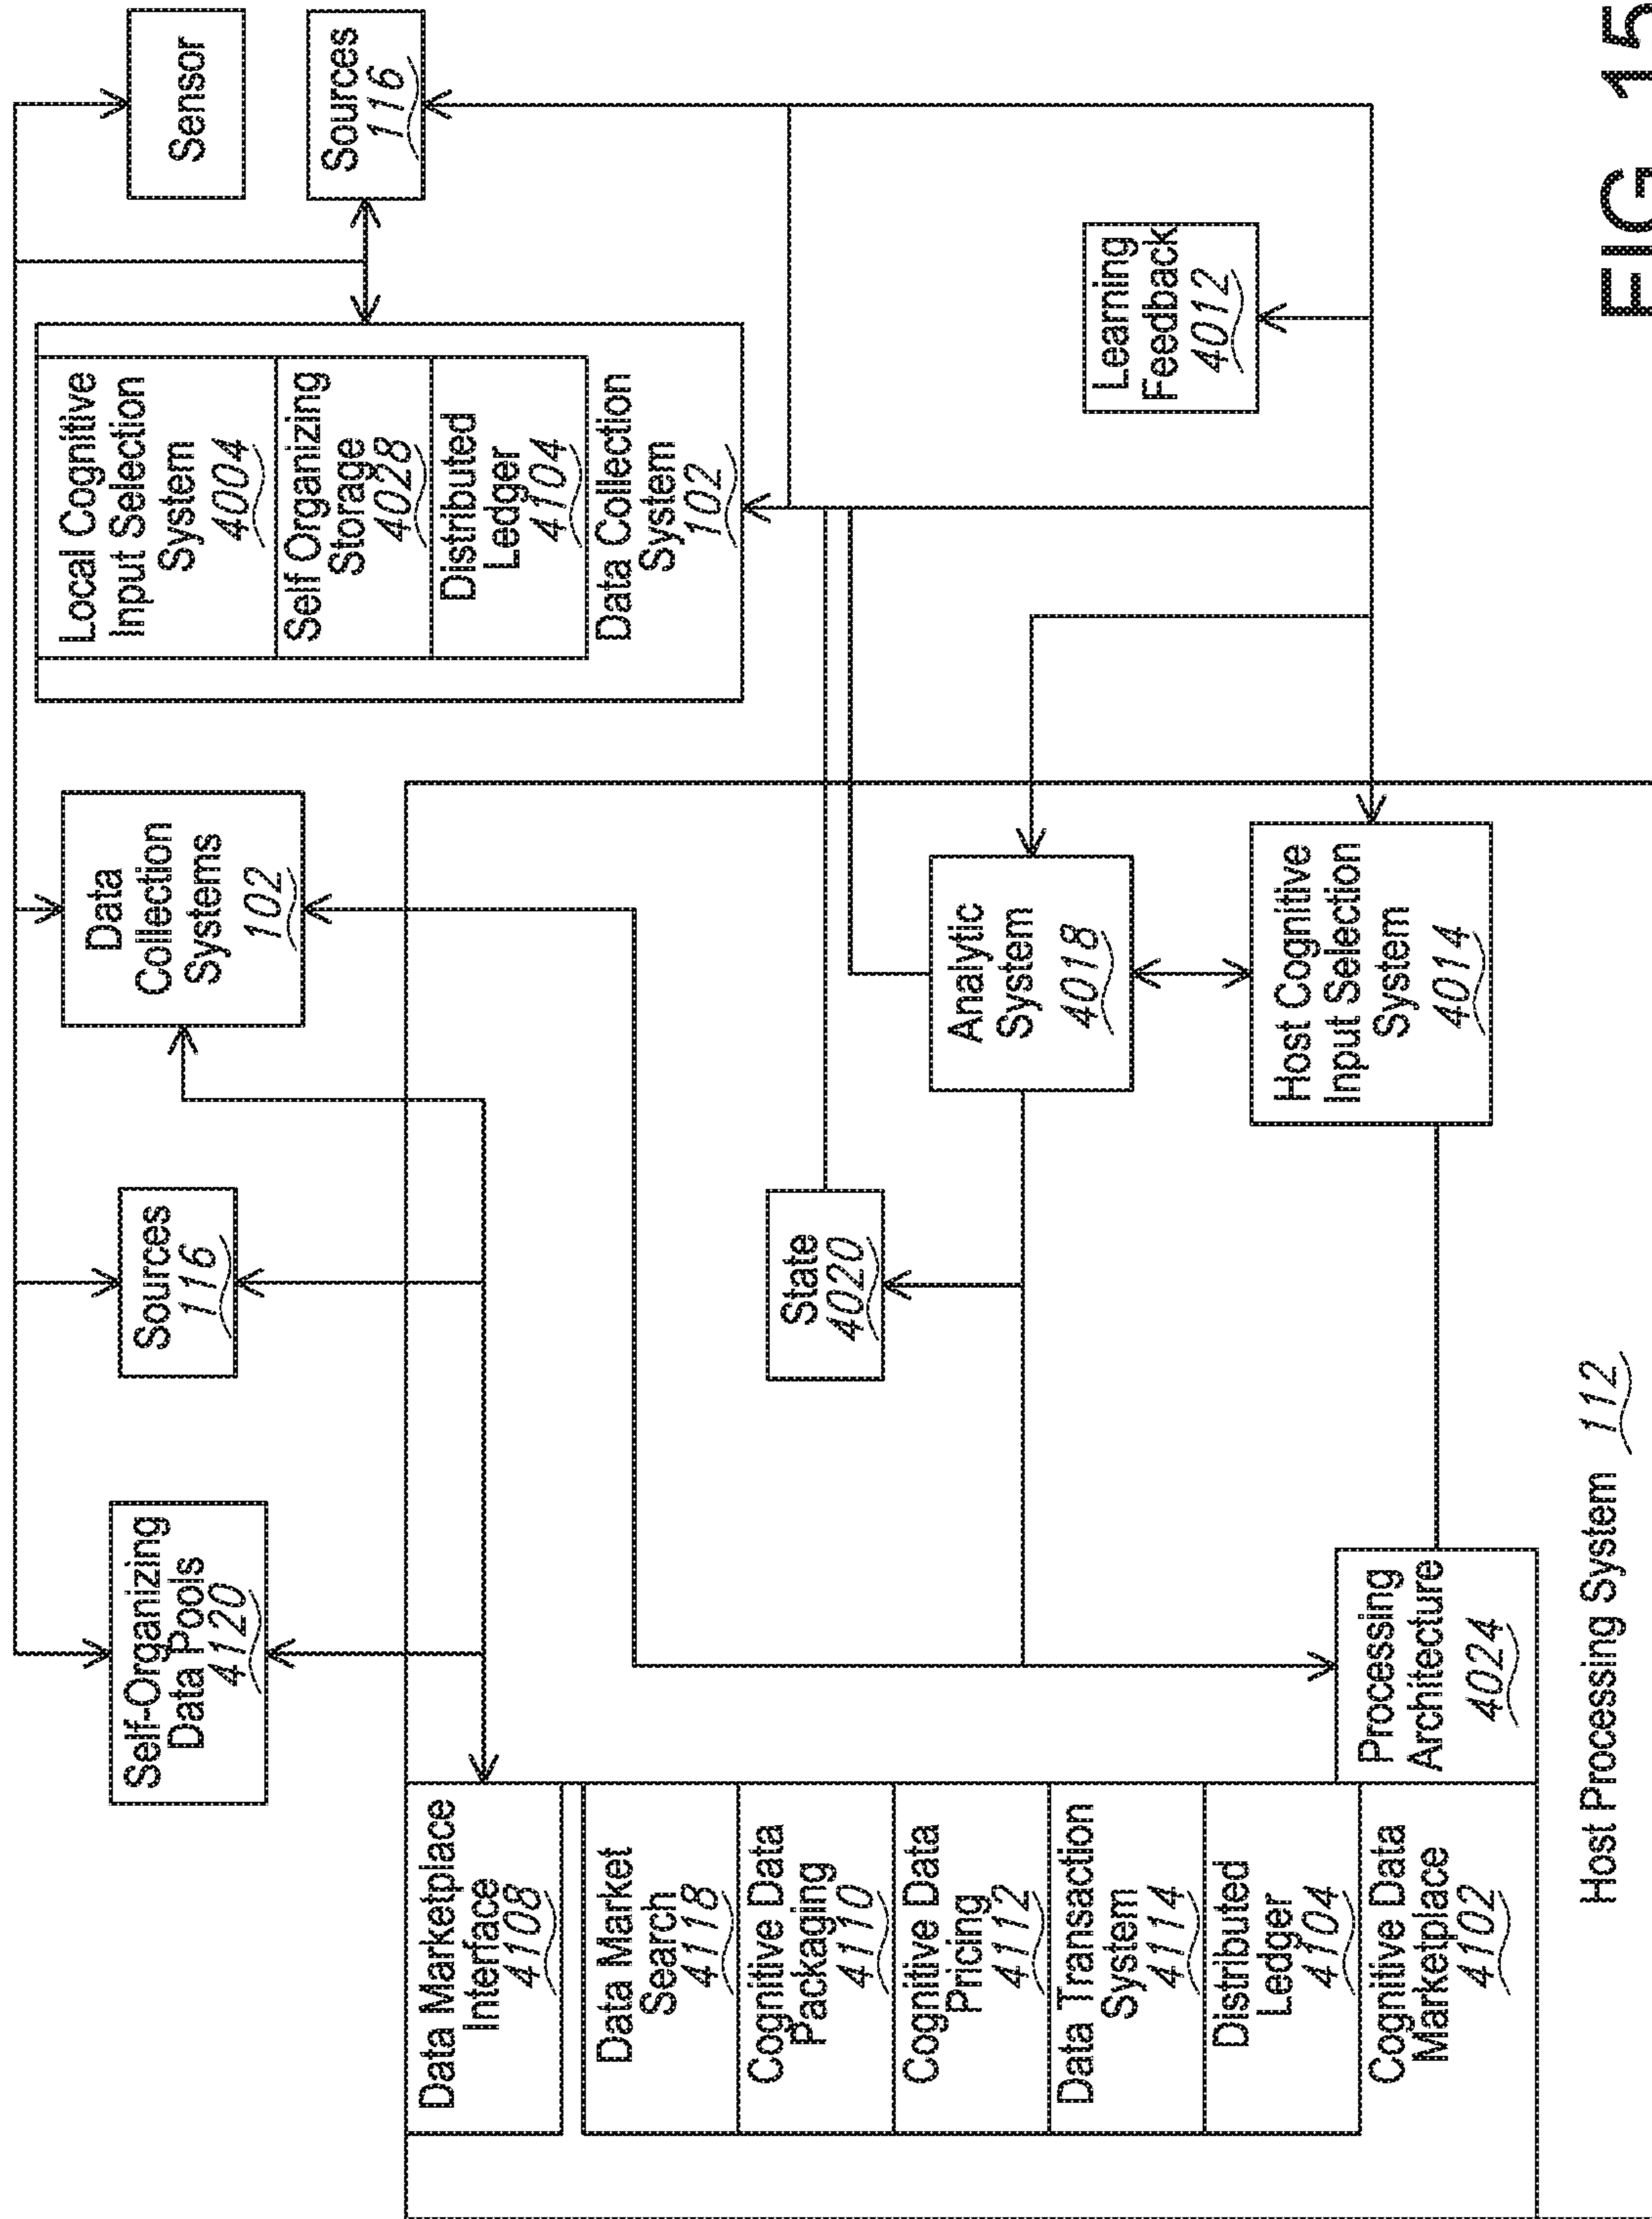 Self-Organizing
Data Pools
4120
Sources
116
Data
Collection
Systems
102
Local Cognitive
Input Selection
System
4004
Self Organizing
Storage
4028
Distributed
Ledger
4104
Data Collection
System
102
Sensor
Sources
116
Data Marketplace
Interface
4108
Data Market
Search
4118
Cognitive Data
Packaging
4110
Cognitive Data
Pricing
4112
Data Transaction
System
4114
Distributed
Ledger
4104
Cognitive Data
Marketplace
4102
State
4020
Analytic
System
4018
Learning
Feedback
4012
Host Cognitive
Input Selection
System
4014
Processing
Architecture
4024
Host Processing System 112
FIG. 15